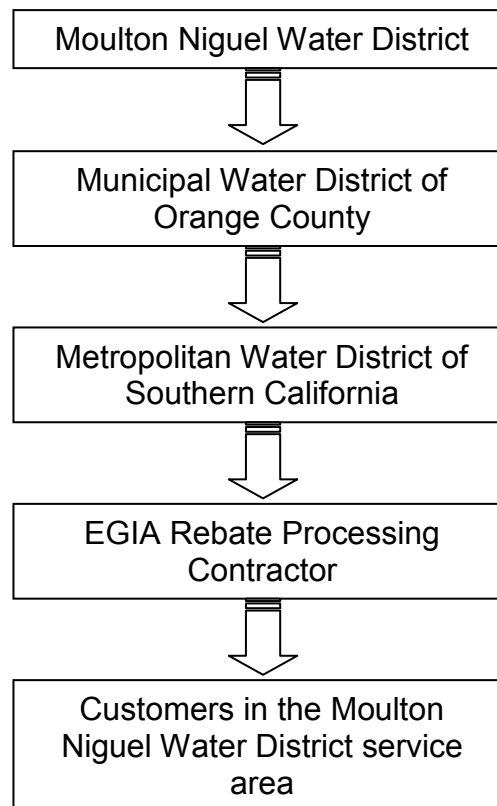 Moulton Niguel Water District
Municipal Water District of
Orange County
Metropolitan Water District of
Southern California
EGIA Rebate Processing
Contractor
Customers in the Moulton
Niguel Water District service
area